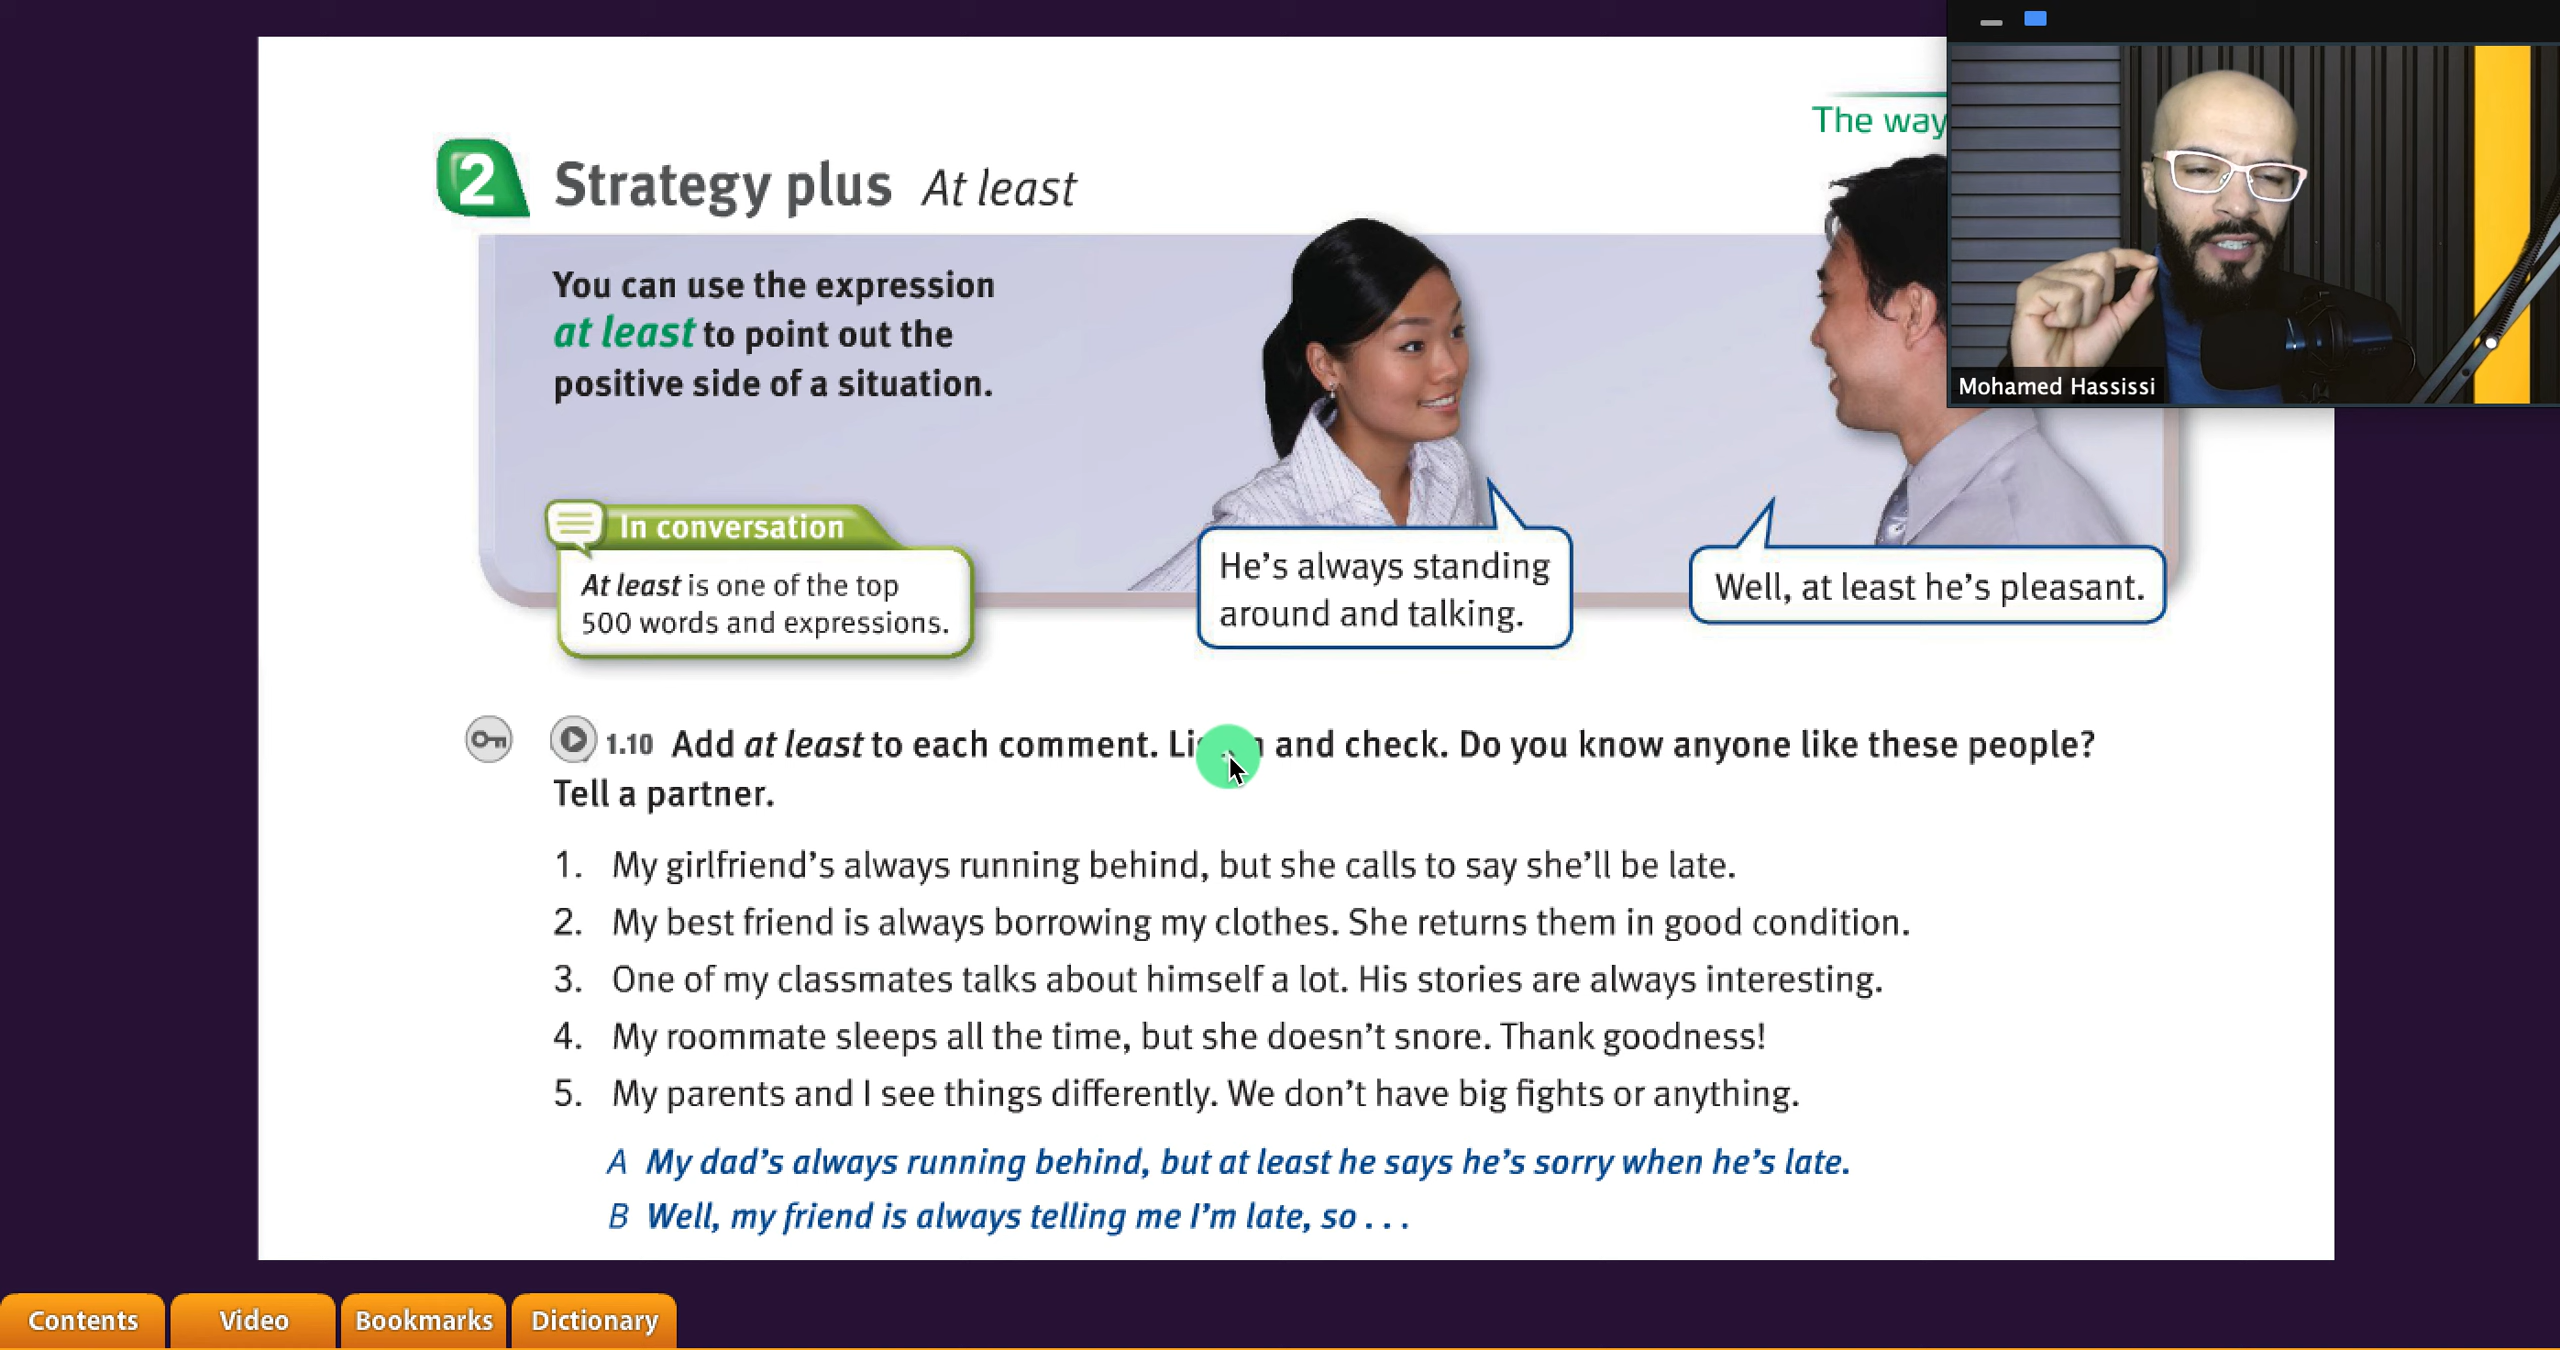 The way
2 Strategy plus At least
You can use the expression
at least to point out the
positive side of a situation.
Mohamed Hassissi
In conversation
At least is one of the top
500 words and expressions.
He's always standing
around and talking.
Well, at least he's pleasant.
1.10 Add at least to each comment. and check. Do you know anyone like these people?
Tell a partner.
1. My girlfriend's always running behind, but she calls to say she'll be late.
2. My best friend is always borrowing my clothes. She returns them in good condition.
3. One of my classmates talks about himself a lot. His stories are always interesting.
4. My roommate sleeps all the time, but she doesn't snore. Thank goodness!
5. My parents and I see things differently. We don't have big fights or anything.
A My dad's always running behind, but at least he says he's sorry when he's late.
B Well, my friend is always telling me I'm late, so . . .
Contents Video Bookmarks Dictionary